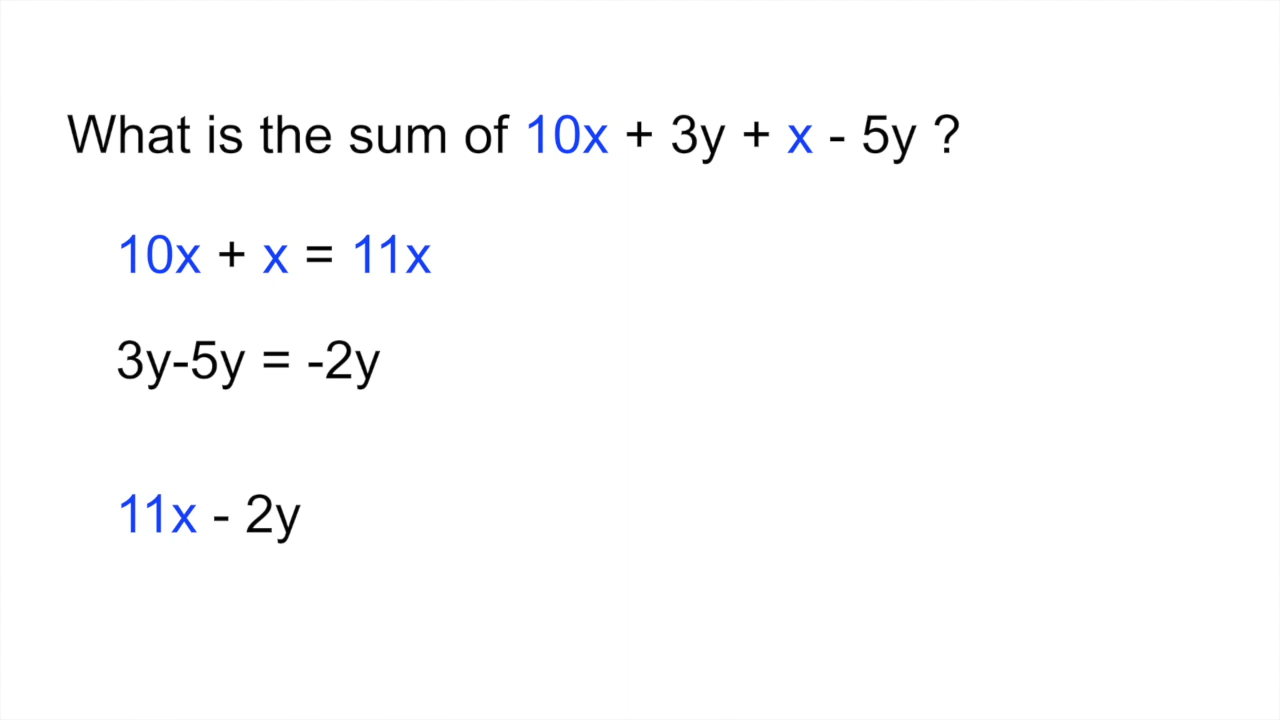 What is the sum of 10x + 3y + x - 5y ?
10x + x = 11x
3y-5y = -2y
11x - 2y